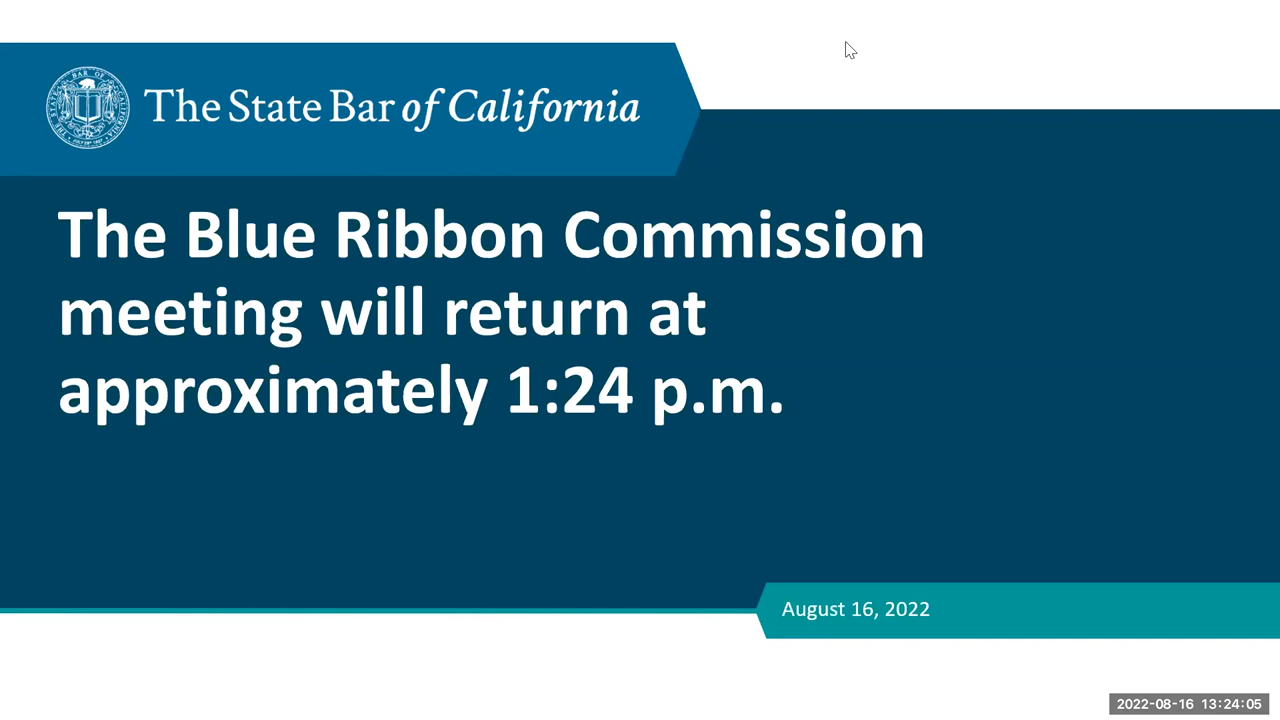 The State Bar of California
The Blue Ribbon Commission
meeting will return at
approximately 1:24 p.m.
August 16, 2022
2022-08-16 13:24:05